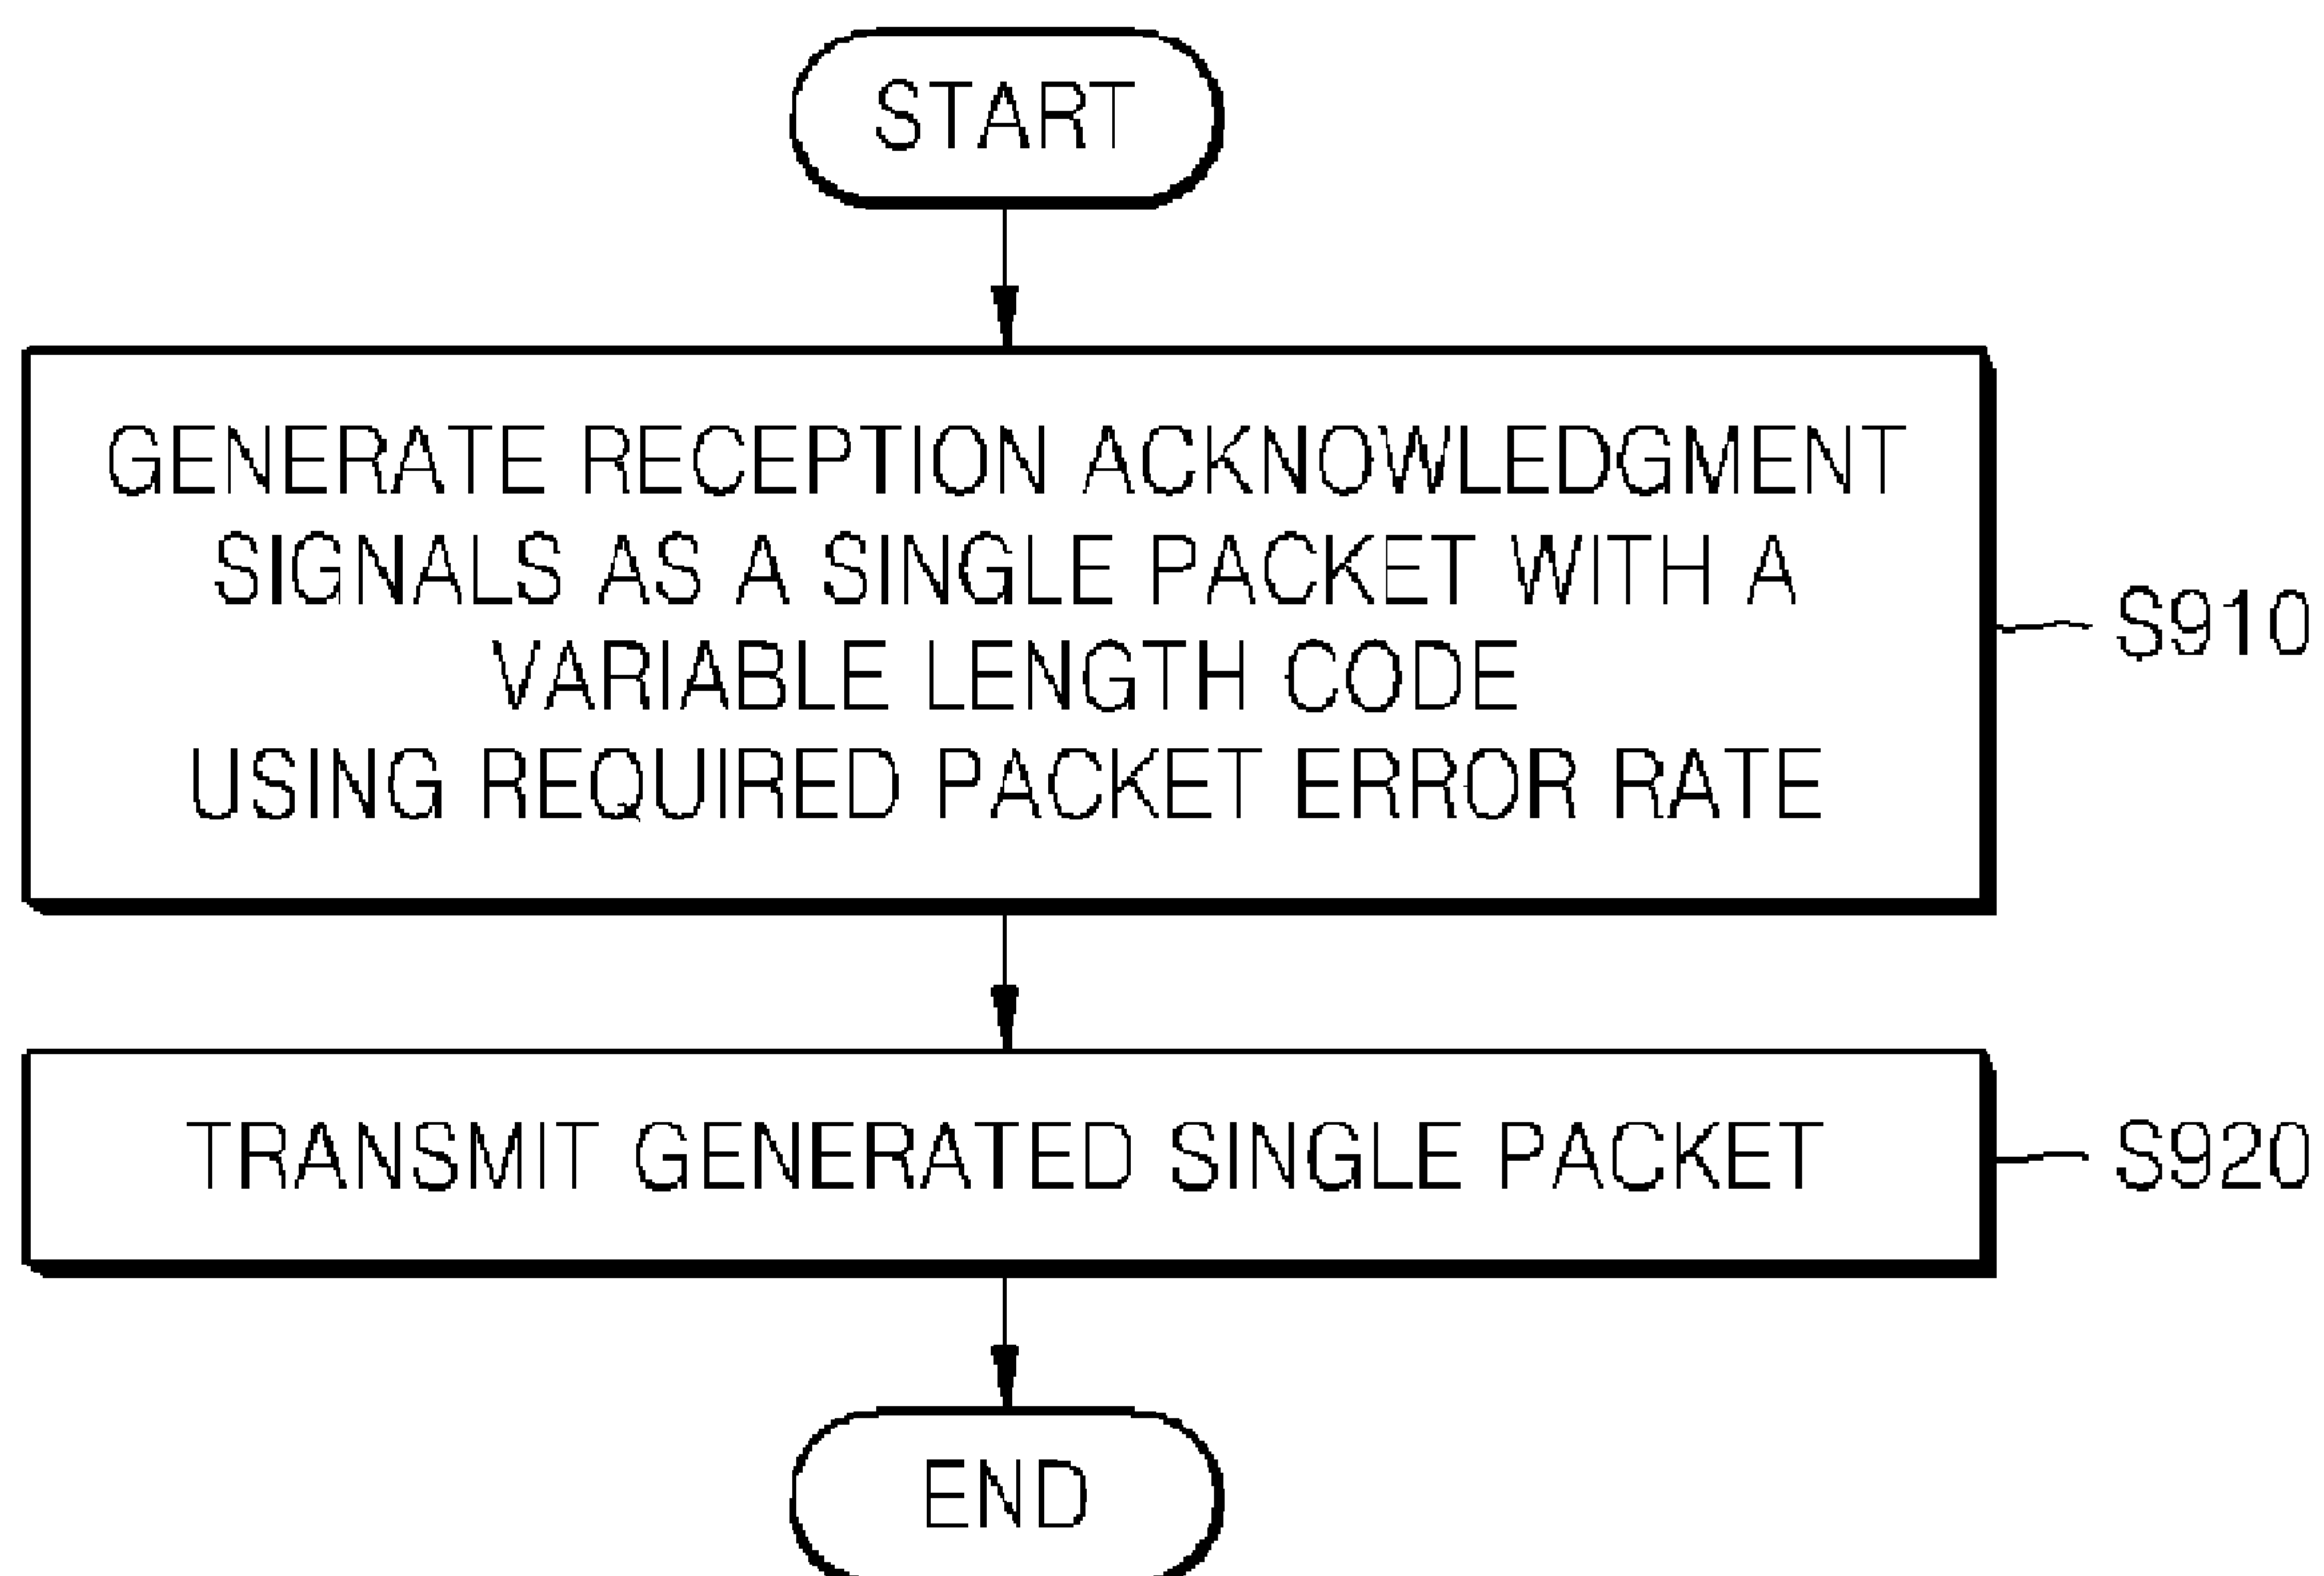 START
GENERATE RECEPTION ACKNOWLEDGMENT
SIGNALS AS A SINGLE PACKET WITH A
VARIABLE LENGTH CODE
USING REQUIRED PACKET ERROR RATE
S910
TRANSMIT GENERATED SINGLE PACKET
S920
END